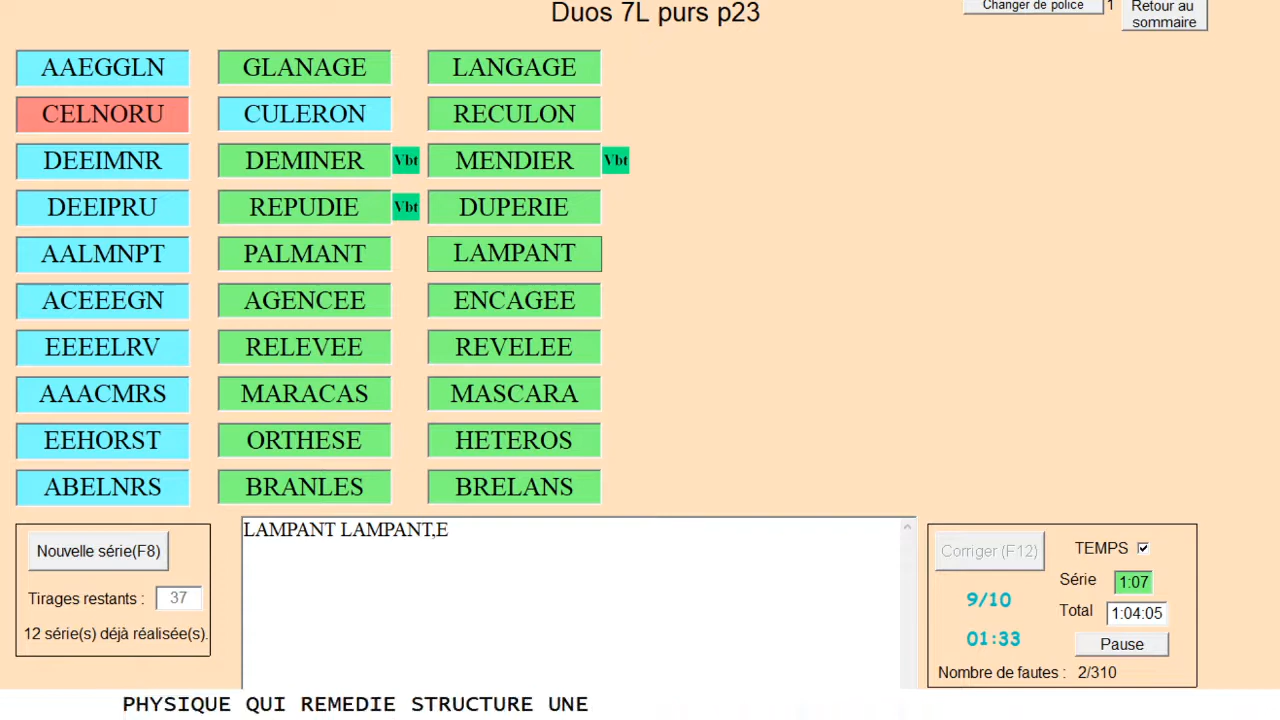 Duos 7L purs p23
Changer de police 1 Retour au sommaire
AAEGGLN GLANAGE LANGAGE
CELNORU CULERON RECULON
DEEIMNR DEMINER Vbt MENDIER Vbt
DEEIPRU REPUDIE Vbt DUPERIE
AALMNPT PALMANT LAMPANT
ACEEEGN AGENCEE ENCAGEE
EEEELRV RELEVEE REVELEE
AAACMRS MARACAS MASCARA
EEHORST ORTHESE HETEROS
ABELNRS BRANLES BRELANS
Nouvelle série(F8)
Tirages restants : 37
12 série(s) déjà réalisée(s).
LAMPANT LAMPANT,E
Corriger (F12)
TEMPS
Série 1:07
9/10
Total 1:04:05
01:33
Pause
Nombre de fautes : 2/310
PHYSIQUE QUI REMEDIE STRUCTURE UNE